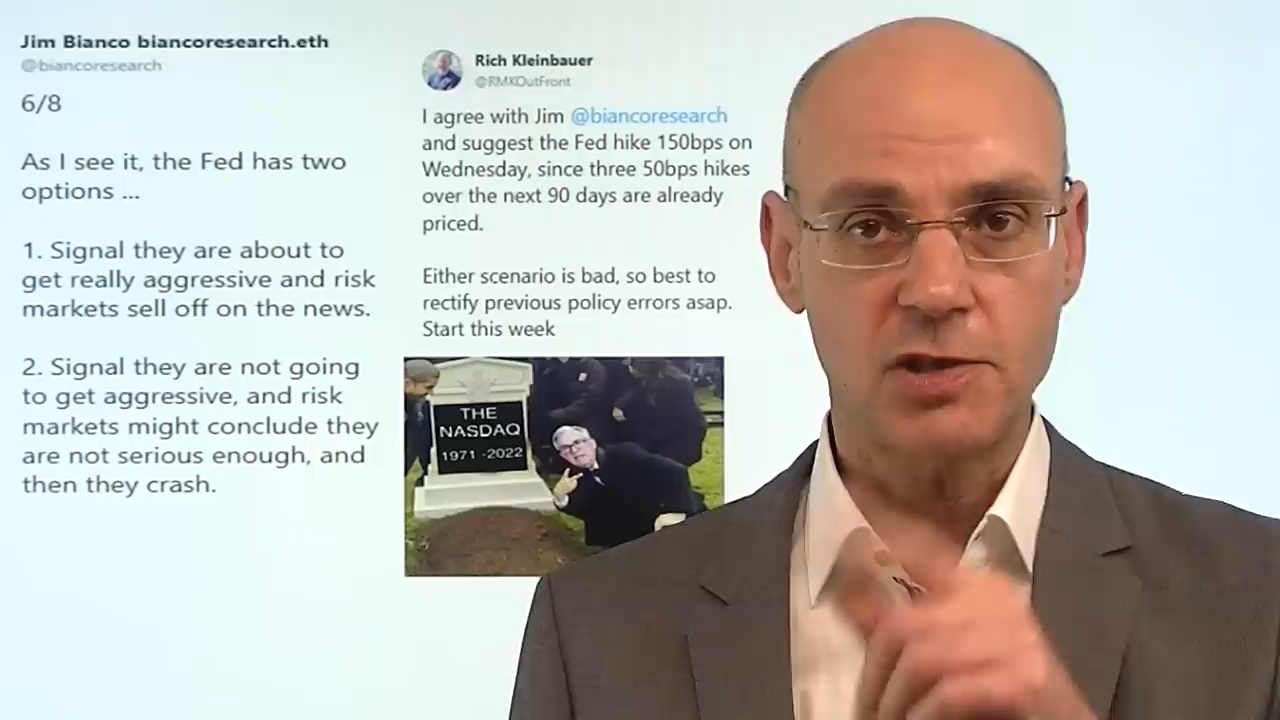 Jim Bianco biancoresearch.eth
@biancoresearch
6/8
As I see it, the Fed has two
options ...
1. Signal they are about to
get really aggressive and risk
markets sell off on the news.
2. Signal they are not going
to get aggressive, and risk
markets might conclude they
are not serious enough, and
then they crash.
Rich Kleinbauer
@RMKOutFront
I agree with Jim @biancoresearch
and suggest the Fed hike 150bps on
Wednesday, since three 50bps hikes
over the next 90 days are already
priced.
Either scenario is bad, so best to
rectify previous policy errors asap.
Start this week
THE
NASDAQ
1971 -2022